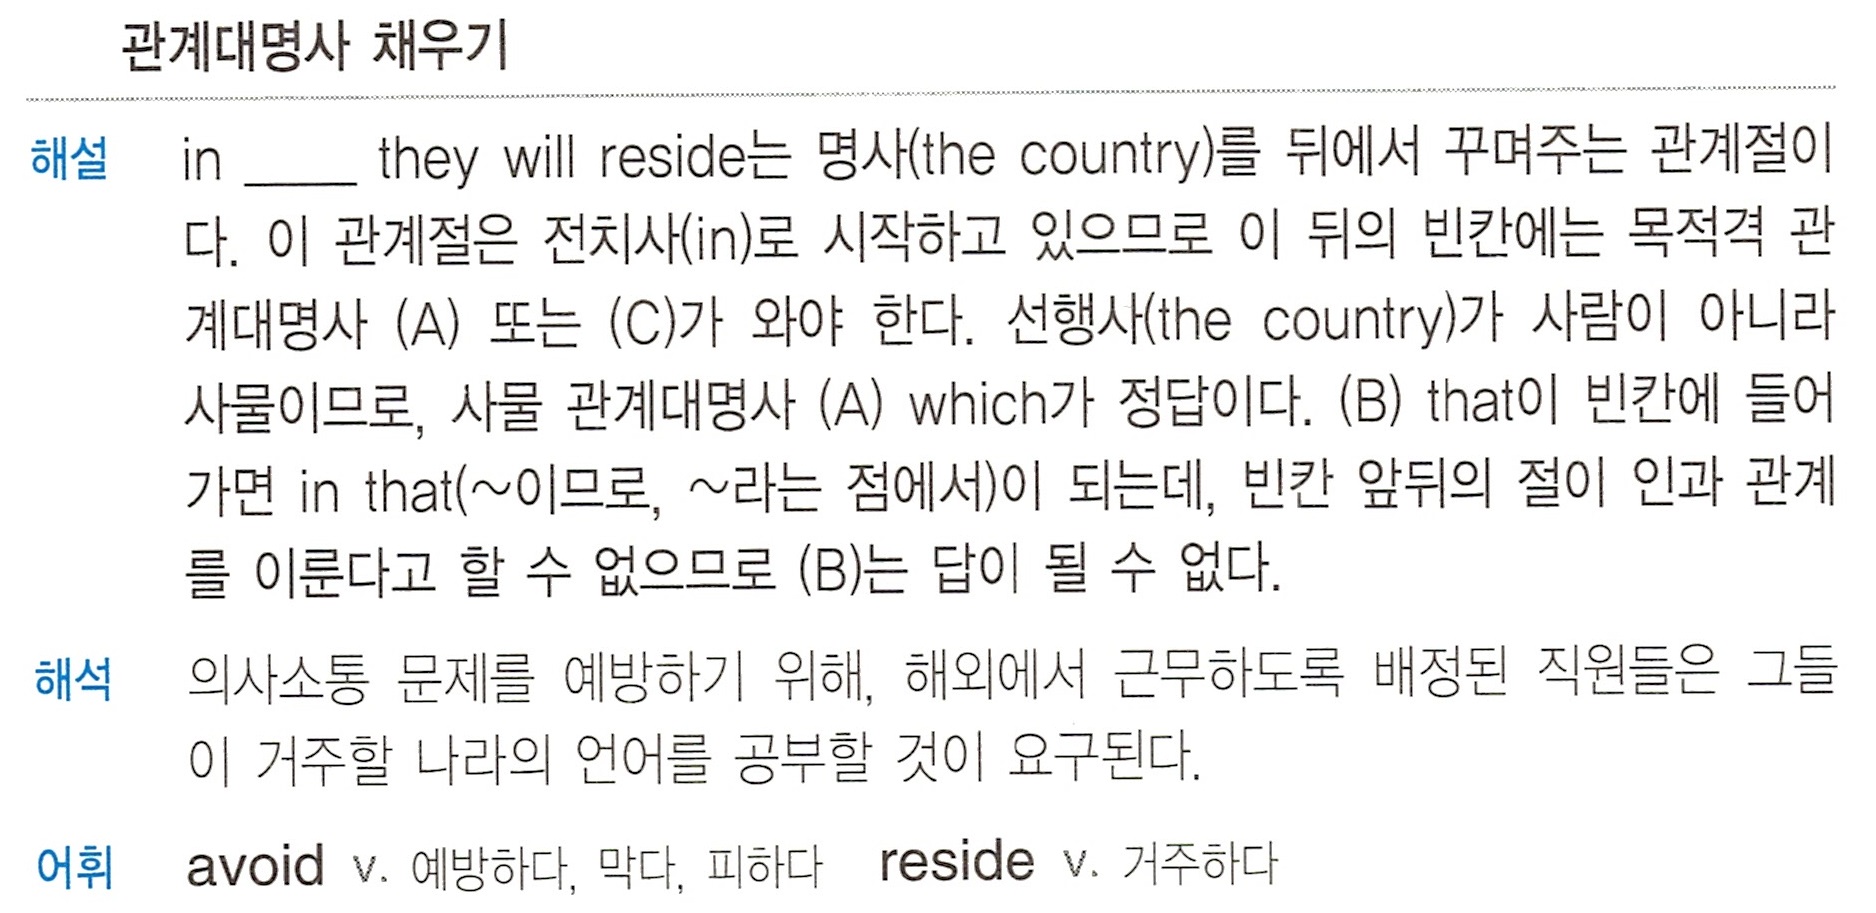 관계대명사 채우기
해설 in ____ they will reside는 명사(the country)를 뒤에서 꾸며주는 관계절이
다. 이 관계절은 전치사(in)로 시작하고 있으므로 이 뒤의 빈칸에는 목적격 관
계대명사 (A) 또는 (C)가 와야 한다. 선행사(the country)가 사람이 아니라
사물이므로, 사물 관계대명사 (A) which가 정답이다. (B) that이 빈칸에 들어
가면 in that(~이므로, ~라는 점에서)이 되는데, 빈칸 앞뒤의 절이 인과 관계
를 이룬다고 할 수 없으므로 (B)는 답이 될 수 없다.
해석 의사소통 문제를 예방하기 위해, 해외에서 근무하도록 배정된 직원들은 그들
이 거주할 나라의 언어를 공부할 것이 요구된다.
어휘 avoid v. 예방하다, 막다, 피하다 reside v. 거주하다